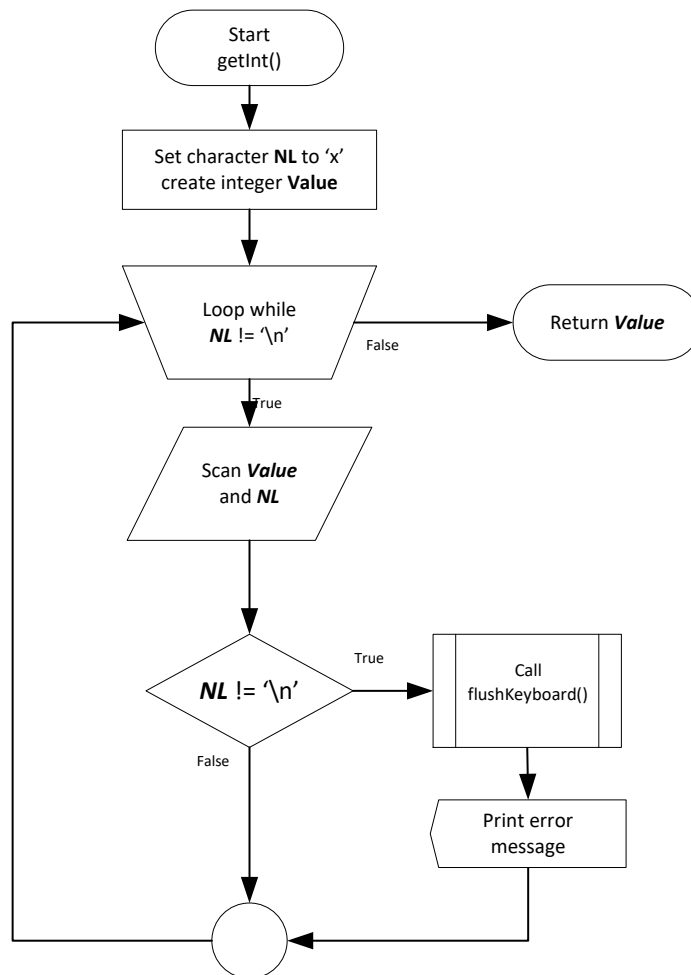 Start
getInt()
Set character NL to ‘x’
create integer Value
Loop while
NL != ‘\n’
False
Return Value
True
Scan Value
and NL
NL != ‘\n’
True
Call
flushKeyboard()
False
Print error
message